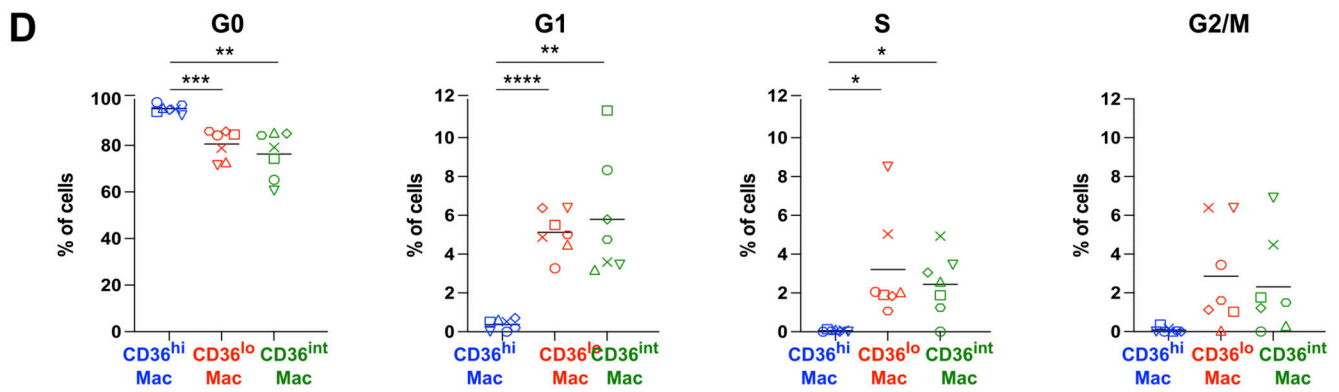 D
G0
G1
S
G2/M
**
***
**
****
*
*
% of cells
100
80
60
40
20
0
CD36hi CD36lo CD36int
Mac Mac Mac
% of cells
12
10
8
6
4
2
0
CD36hi CD36lo CD36int
Mac Mac Mac
% of cells
12
10
8
6
4
2
0
CD36hi CD36lo CD36int
Mac Mac Mac
% of cells
12
10
8
6
4
2
0
CD36hi CD36lo CD36int
Mac Mac Mac